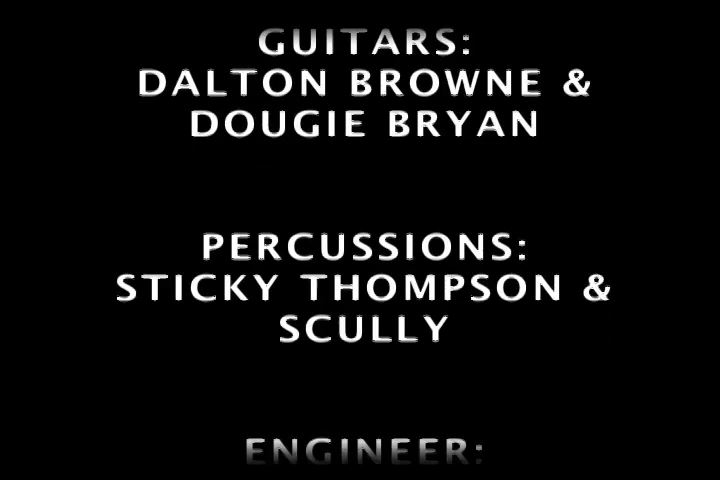 GUITARS:
DALTON BROWNE &
DOUGIE BRYAN
PERCUSSIONS:
STICKY THOMPSON &
SCULLY
ENGINEER: